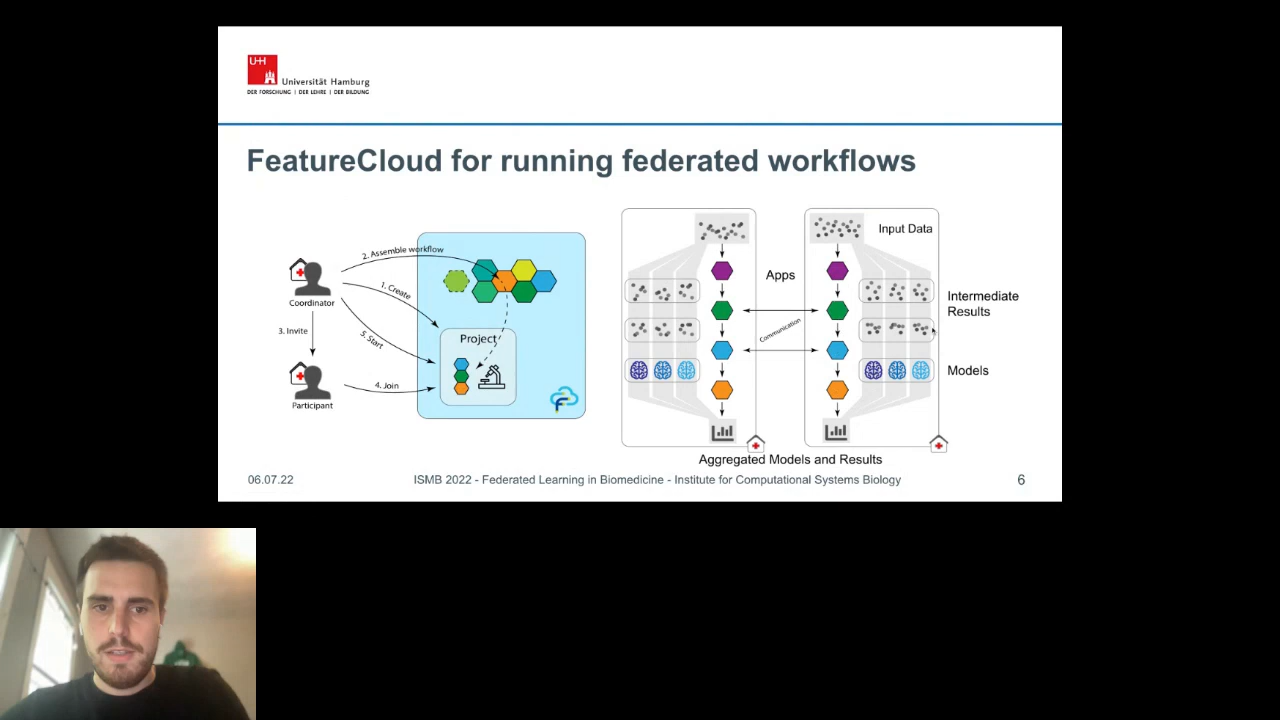 U+H
Universität Hamburg
DER FORSCHUNG | DER LEHRE | DER BILDUNG
FeatureCloud for running federated workflows
2. Assemble workflow
Coordinator
1. Create
3. Invite
5. Start
Project
4. Join
Participant
Input Data
Apps
Intermediate
Results
Communication
Models
Aggregated Models and Results
06.07.22
ISMB 2022 - Federated Learning in Biomedicine - Institute for Computational Systems Biology
6